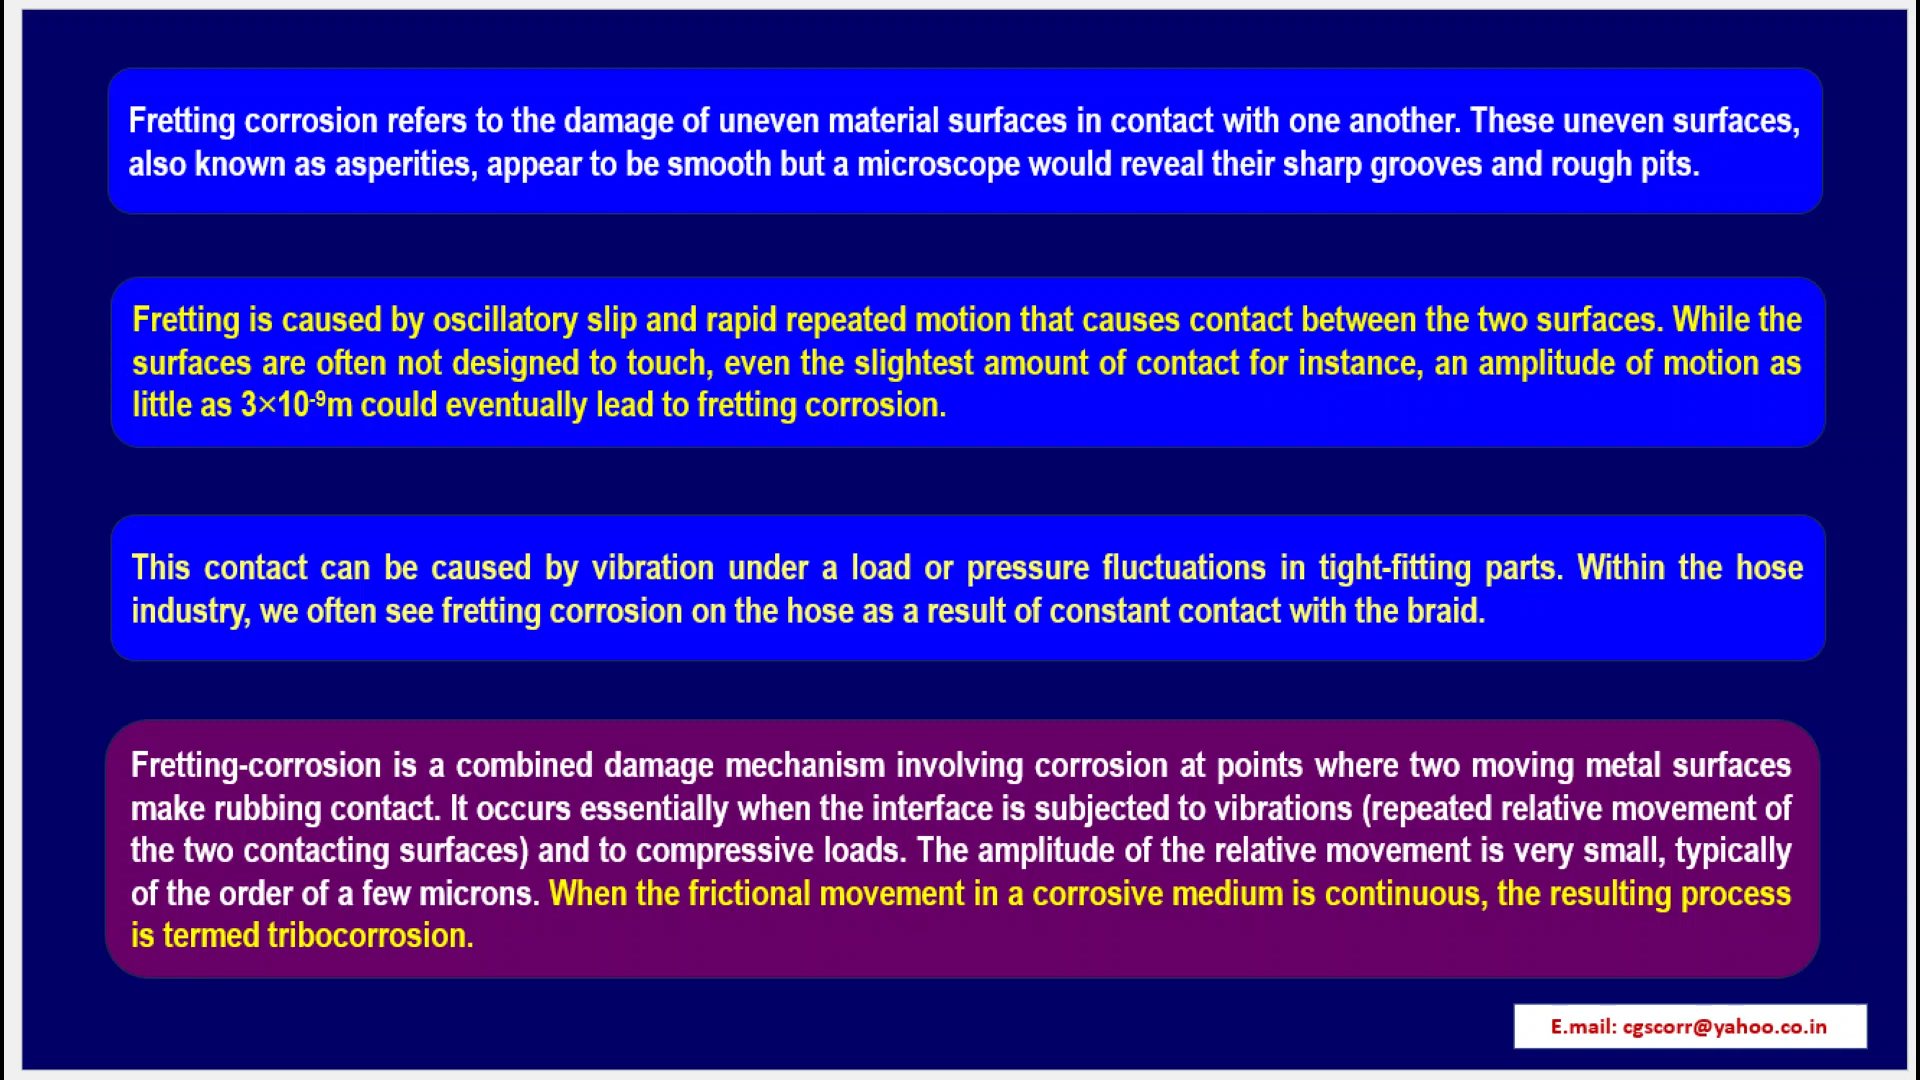 Fretting corrosion refers to the damage of uneven material surfaces in contact with one another. These uneven surfaces,
also known as asperities, appear to be smooth but a microscope would reveal their sharp grooves and rough pits.
Fretting is caused by oscillatory slip and rapid repeated motion that causes contact between the two surfaces. While the
surfaces are often not designed to touch, even the slightest amount of contact for instance, an amplitude of motion as
little as 3×10⁻⁹m could eventually lead to fretting corrosion.
This contact can be caused by vibration under a load or pressure fluctuations in tight-fitting parts. Within the hose
industry, we often see fretting corrosion on the hose as a result of constant contact with the braid.
Fretting-corrosion is a combined damage mechanism involving corrosion at points where two moving metal surfaces
make rubbing contact. It occurs essentially when the interface is subjected to vibrations (repeated relative movement of
the two contacting surfaces) and to compressive loads. The amplitude of the relative movement is very small, typically
of the order of a few microns. When the frictional movement in a corrosive medium is continuous, the resulting process
is termed tribocorrosion.
E.mail: cgscorr@yahoo.co.in